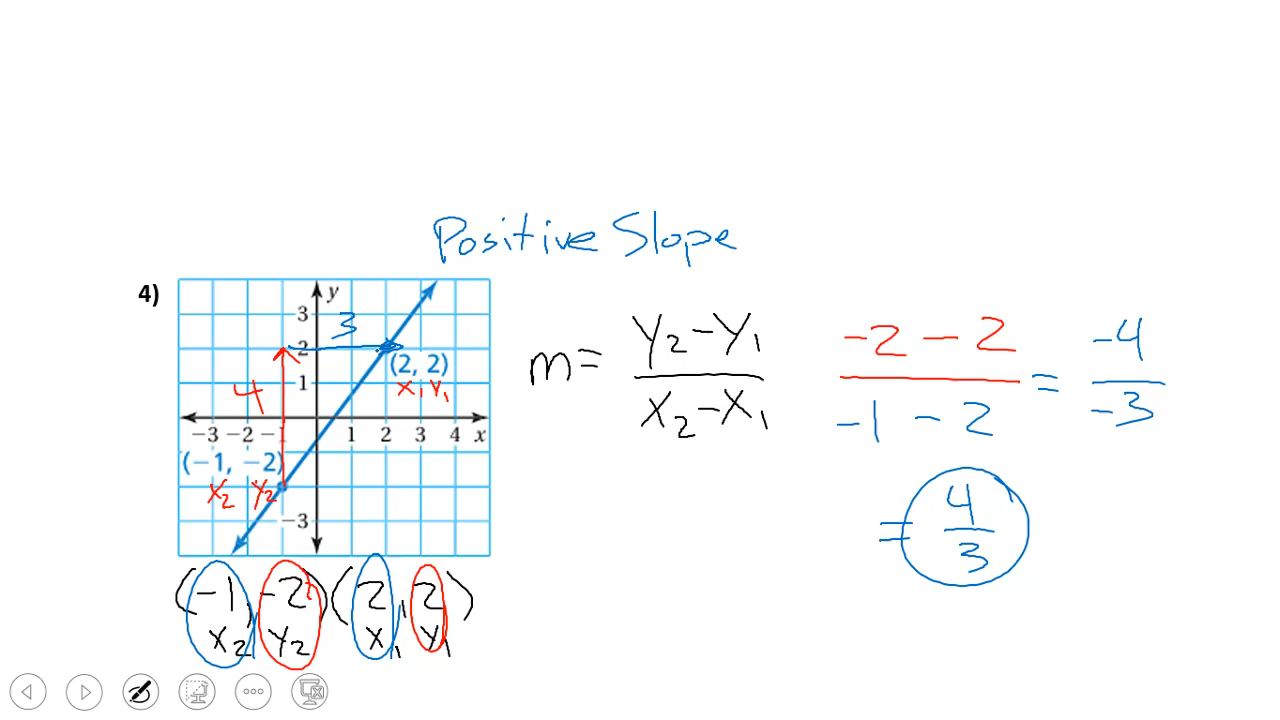 Positive Slope
4)
y
3
3
2
(2, 2)
X1 Y1
4
1
−3 −2 −1 1 2 3 4 x
(−1, −2)
X2 Y2
−3
(-1, -2) (2, 2)
X2 Y2 X1 Y1
m = Y2 - Y1 / X2 - X1
-2 - 2 / -1 - 2 = -4 / -3
= 4 / 3